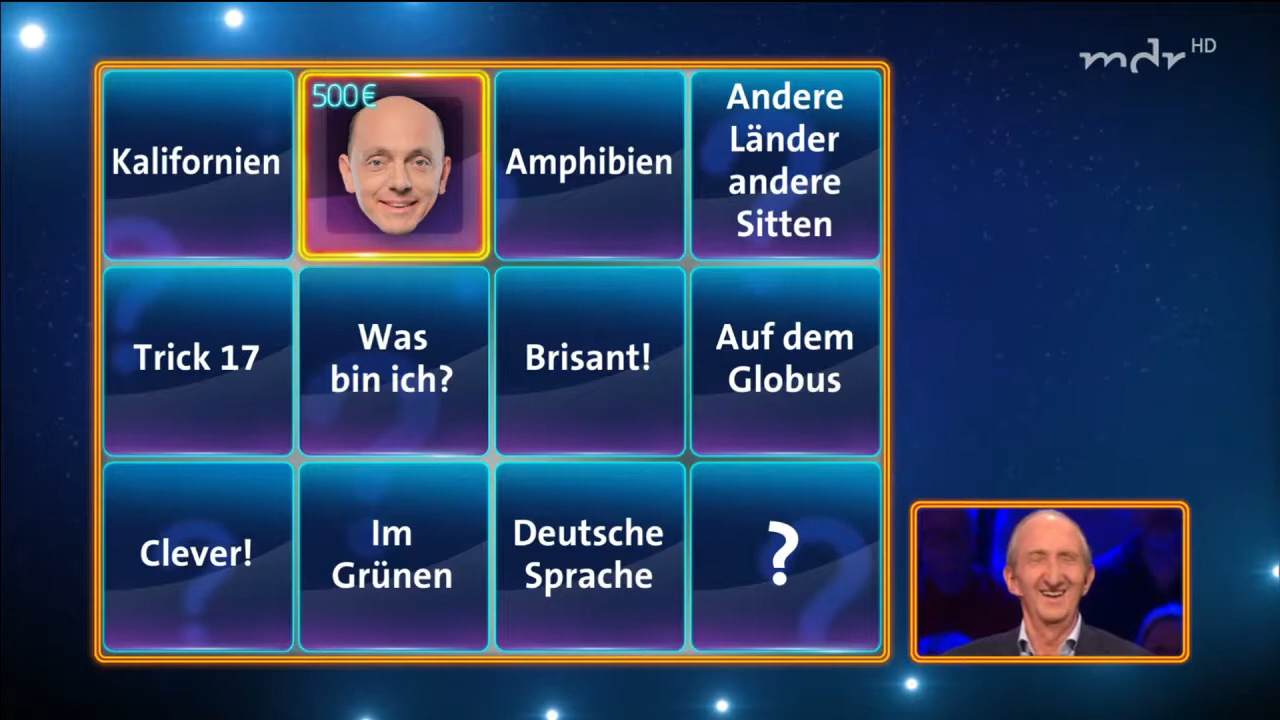 mdr HD
500€
Kalifornien
Amphibien
Andere
Länder
andere
Sitten
Trick 17
Was
bin ich?
Brisant!
Auf dem
Globus
Clever!
Im
Grünen
Deutsche
Sprache
?